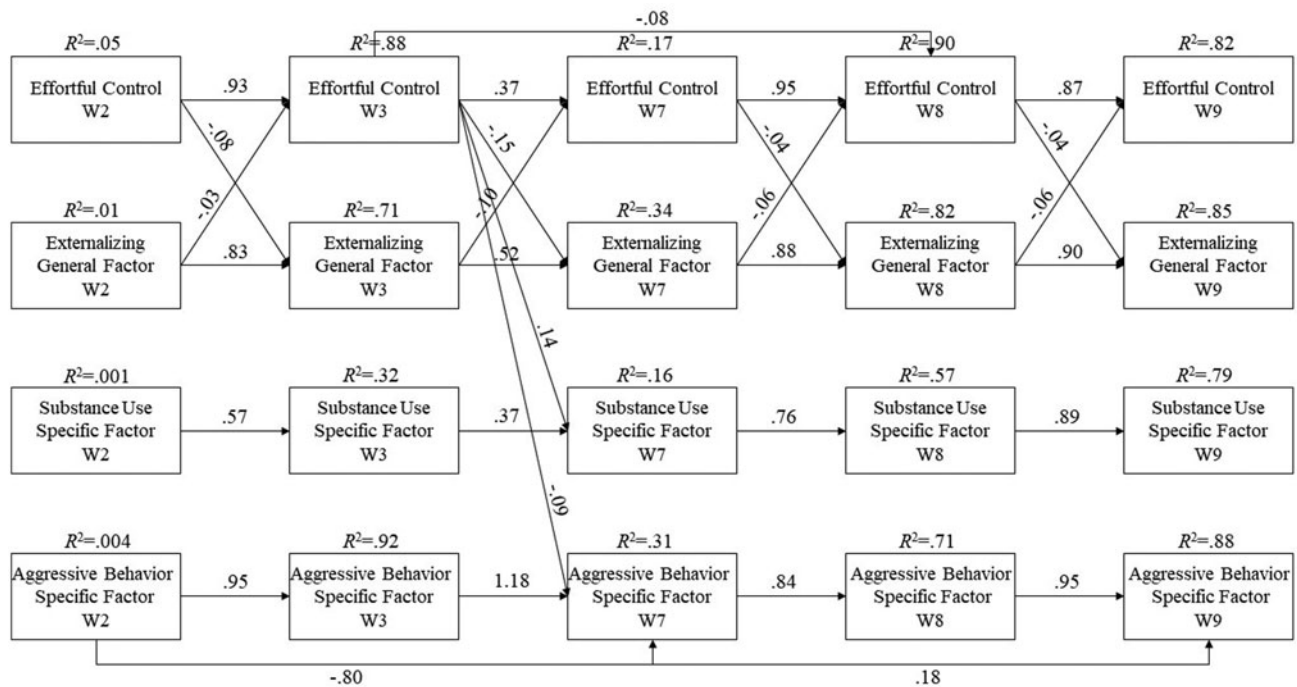 -.08
R²=.05 R²=.88 R²=.17 R²=.90 R²=.82
Effortful Control
W2
.93
Effortful Control
W3
.37
Effortful Control
W7
.95
Effortful Control
W8
.87
Effortful Control
W9
-.08
-.03
-.15
-.10
-.04
-.06
-.04
-.06
R²=.01 R²=.71 R²=.34 R²=.82 R²=.85
Externalizing
General Factor
W2
.83
Externalizing
General Factor
W3
.52
Externalizing
General Factor
W7
.88
Externalizing
General Factor
W8
.90
Externalizing
General Factor
W9
.14
R²=.001 R²=.32 R²=.16 R²=.57 R²=.79
Substance Use
Specific Factor
W2
.57
Substance Use
Specific Factor
W3
.37
Substance Use
Specific Factor
W7
.76
Substance Use
Specific Factor
W8
.89
Substance Use
Specific Factor
W9
-.09
R²=.004 R²=.92 R²=.31 R²=.71 R²=.88
Aggressive Behavior
Specific Factor
W2
.95
Aggressive Behavior
Specific Factor
W3
1.18
Aggressive Behavior
Specific Factor
W7
.84
Aggressive Behavior
Specific Factor
W8
.95
Aggressive Behavior
Specific Factor
W9
-.80
.18